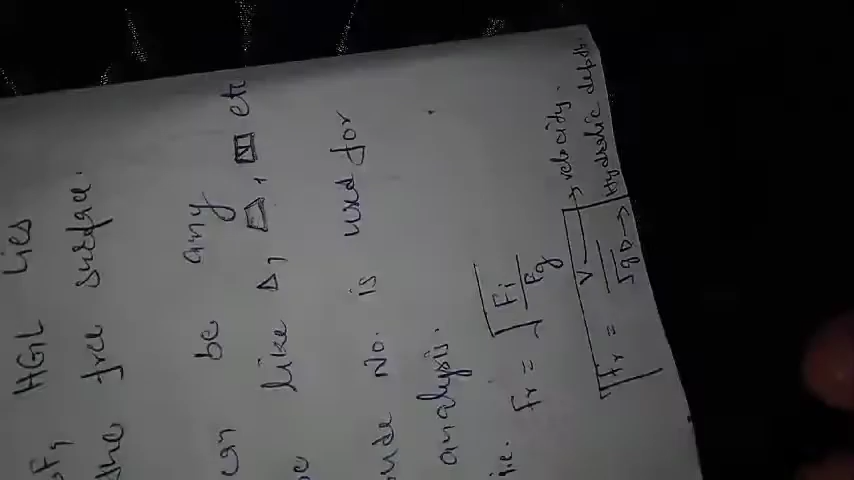 HGL lies
the free surface.
can be any
like △, ▱, N etc
No. is used for
analysis.
i.e. Fr = √(Fi/Fg)
Fr = V/√gD → velocity.
→ Hydraulic depth.